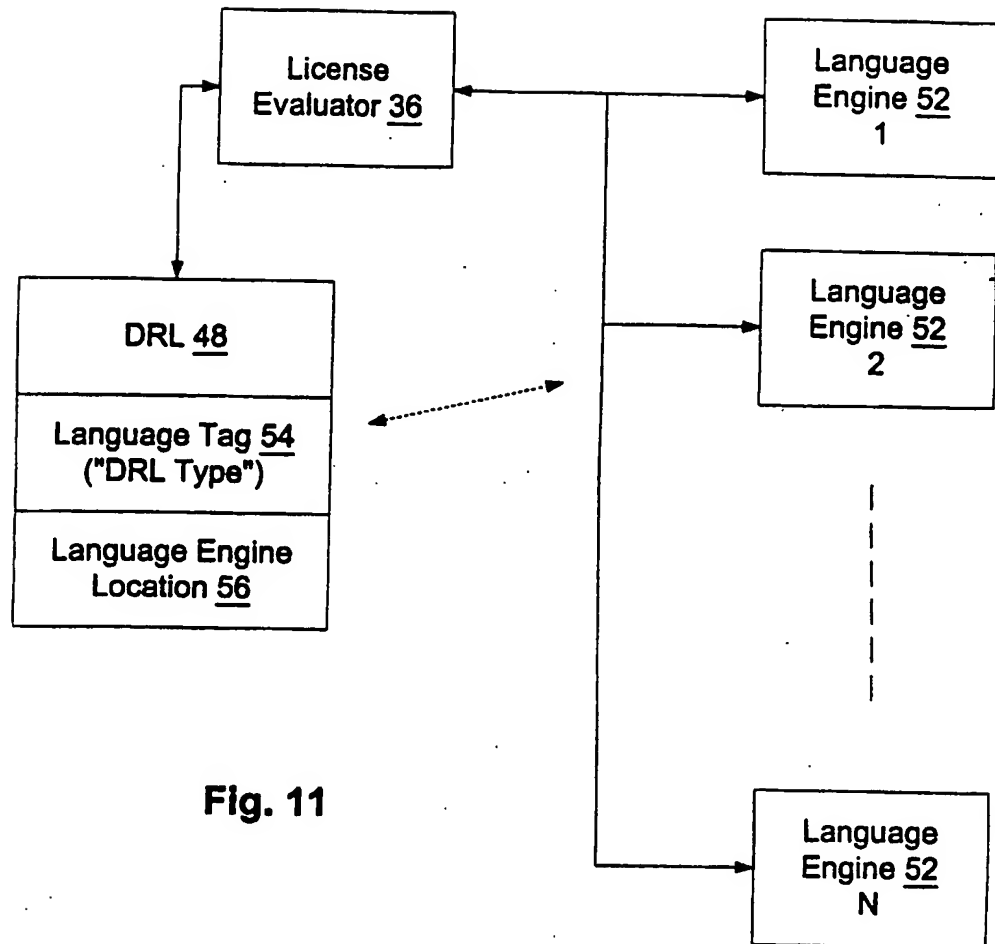 License
Evaluator 36
Language
Engine 52
1
Language
Engine 52
2
DRL 48
Language Tag 54
("DRL Type")
Language Engine
Location 56
Fig. 11
Language
Engine 52
N